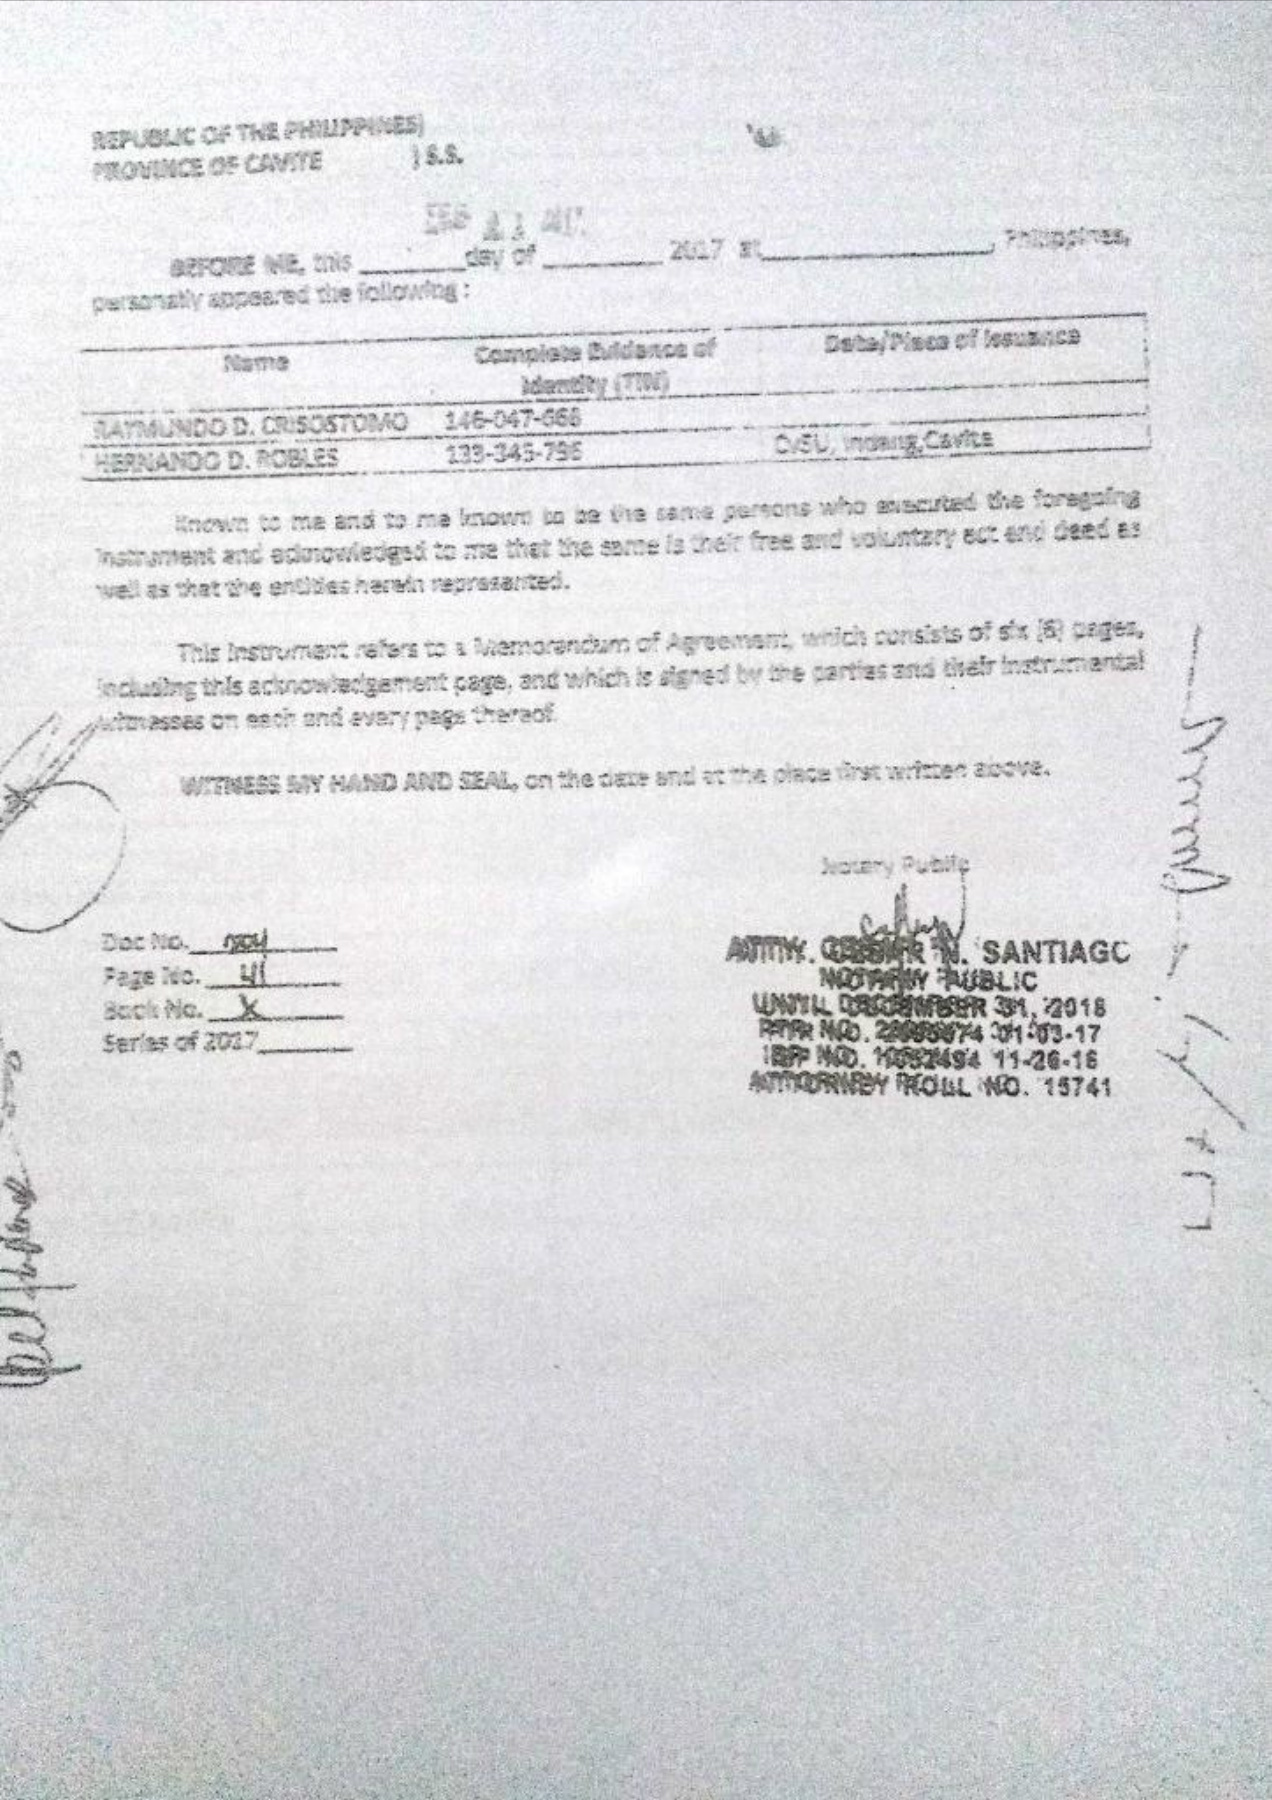 REPUBLIC OF THE PHILIPPINES)
PROVINCE OF CAVITE ) S.S.
BEFORE ME, this ________ day of _________ 2017 at__________________, Philippines,
personally appeared the following :
Name Complete Evidence of Identity (TIN) Date/Place of Issuance
RAYMUNDO D. CRISOSTOMO 146-047-668
HERNANDO D. ROBLES 133-345-796 CvSU, Indang,Cavite
Known to me and to me known to be the same persons who executed the foregoing
instrument and acknowledged to me that the same is their free and voluntary act and deed as
well as that the entities herein represented.
This instrument refers to a Memorandum of Agreement, which consists of six (6) pages,
including this acknowledgement page, and which is signed by the parties and their instrumental
witnesses on each and every page thereof.
WITNESS MY HAND AND SEAL, on the date and at the place first written above.
Notary Public
ATTY. N. SANTIAGO
NOTARY PUBLIC
UNTIL DECEMBER 31, 2018
PTR NO. 01-03-17
IBP NO. 11-26-16
ATTORNEY ROLL NO. 15741
Doc No.
Page No. 41
Book No. X
Series of 2017